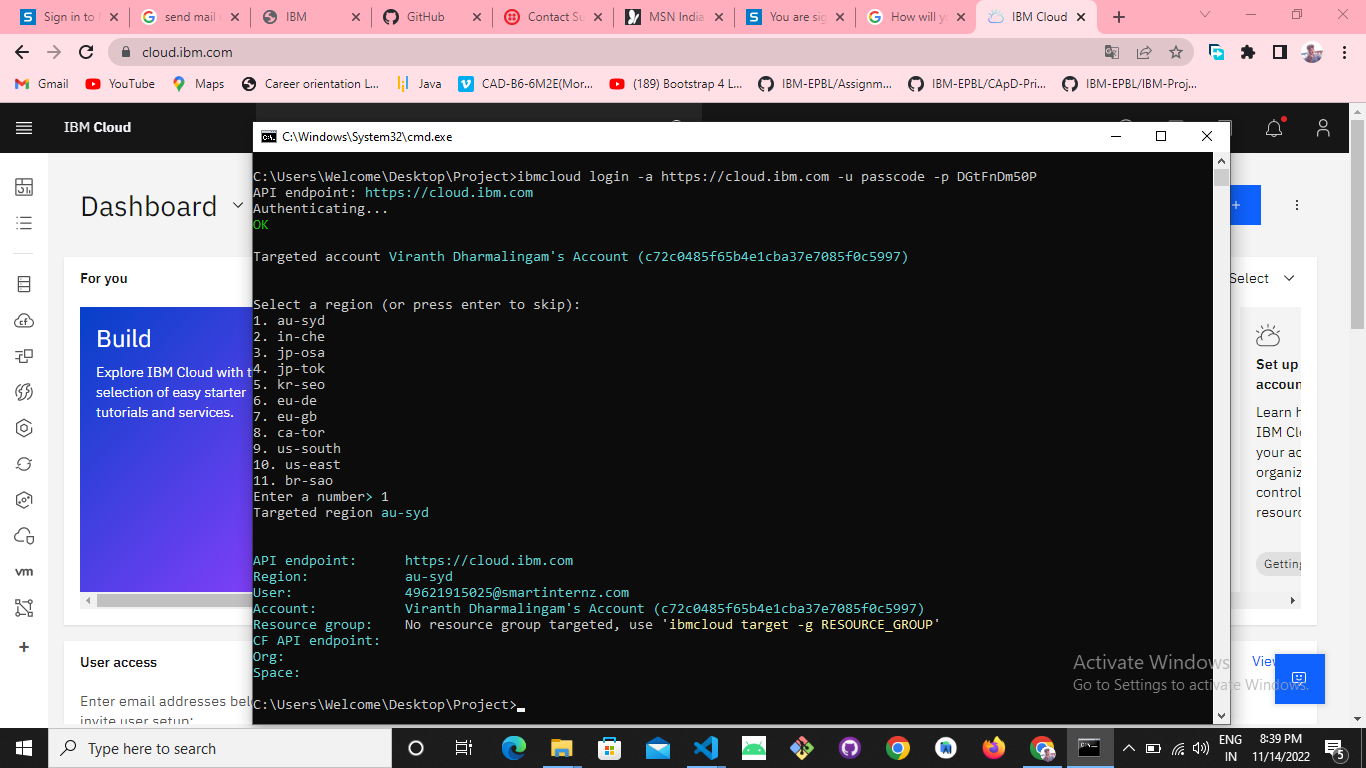 Sign in to
send mail
IBM
GitHub
Contact Su
MSN India
You are sig
How will yo
IBM Cloud
cloud.ibm.com
Gmail
YouTube
Maps
Career orientation L...
Java
CAD-B6-6M2E(Mor...
(189) Bootstrap 4 L...
IBM-EPBL/Assignm...
IBM-EPBL/CApD-Pri...
IBM-EPBL/IBM-Proj...
IBM Cloud
Dashboard
For you
Build
Explore IBM Cloud with t
selection of easy starter
tutorials and services.
User access
Enter email addresses bel
invite user setup:
C:\Windows\System32\cmd.exe
C:\Users\Welcome\Desktop\Project>ibmcloud login -a https://cloud.ibm.com -u passcode -p DGtFnDm50P
API endpoint: https://cloud.ibm.com
Authenticating...
OK
Targeted account Viranth Dharmalingam's Account (c72c0485f65b4e1cba37e7085f0c5997)
Select a region (or press enter to skip):
1. au-syd
2. in-che
3. jp-osa
4. jp-tok
5. kr-seo
6. eu-de
7. eu-gb
8. ca-tor
9. us-south
10. us-east
11. br-sao
Enter a number> 1
Targeted region au-syd
API endpoint: https://cloud.ibm.com
Region: au-syd
User: 49621915025@smartinternz.com
Account: Viranth Dharmalingam's Account (c72c0485f65b4e1cba37e7085f0c5997)
Resource group: No resource group targeted, use 'ibmcloud target -g RESOURCE_GROUP'
CF API endpoint:
Org:
Space:
C:\Users\Welcome\Desktop\Project>
Select
Set up
accoun
Learn h
IBM Clo
your ac
organiz
control
resourc
Getting
View
Activate Windows
Go to Settings to activate Windows.
vm
Type here to search
ENG
IN
8:39 PM
11/14/2022
5